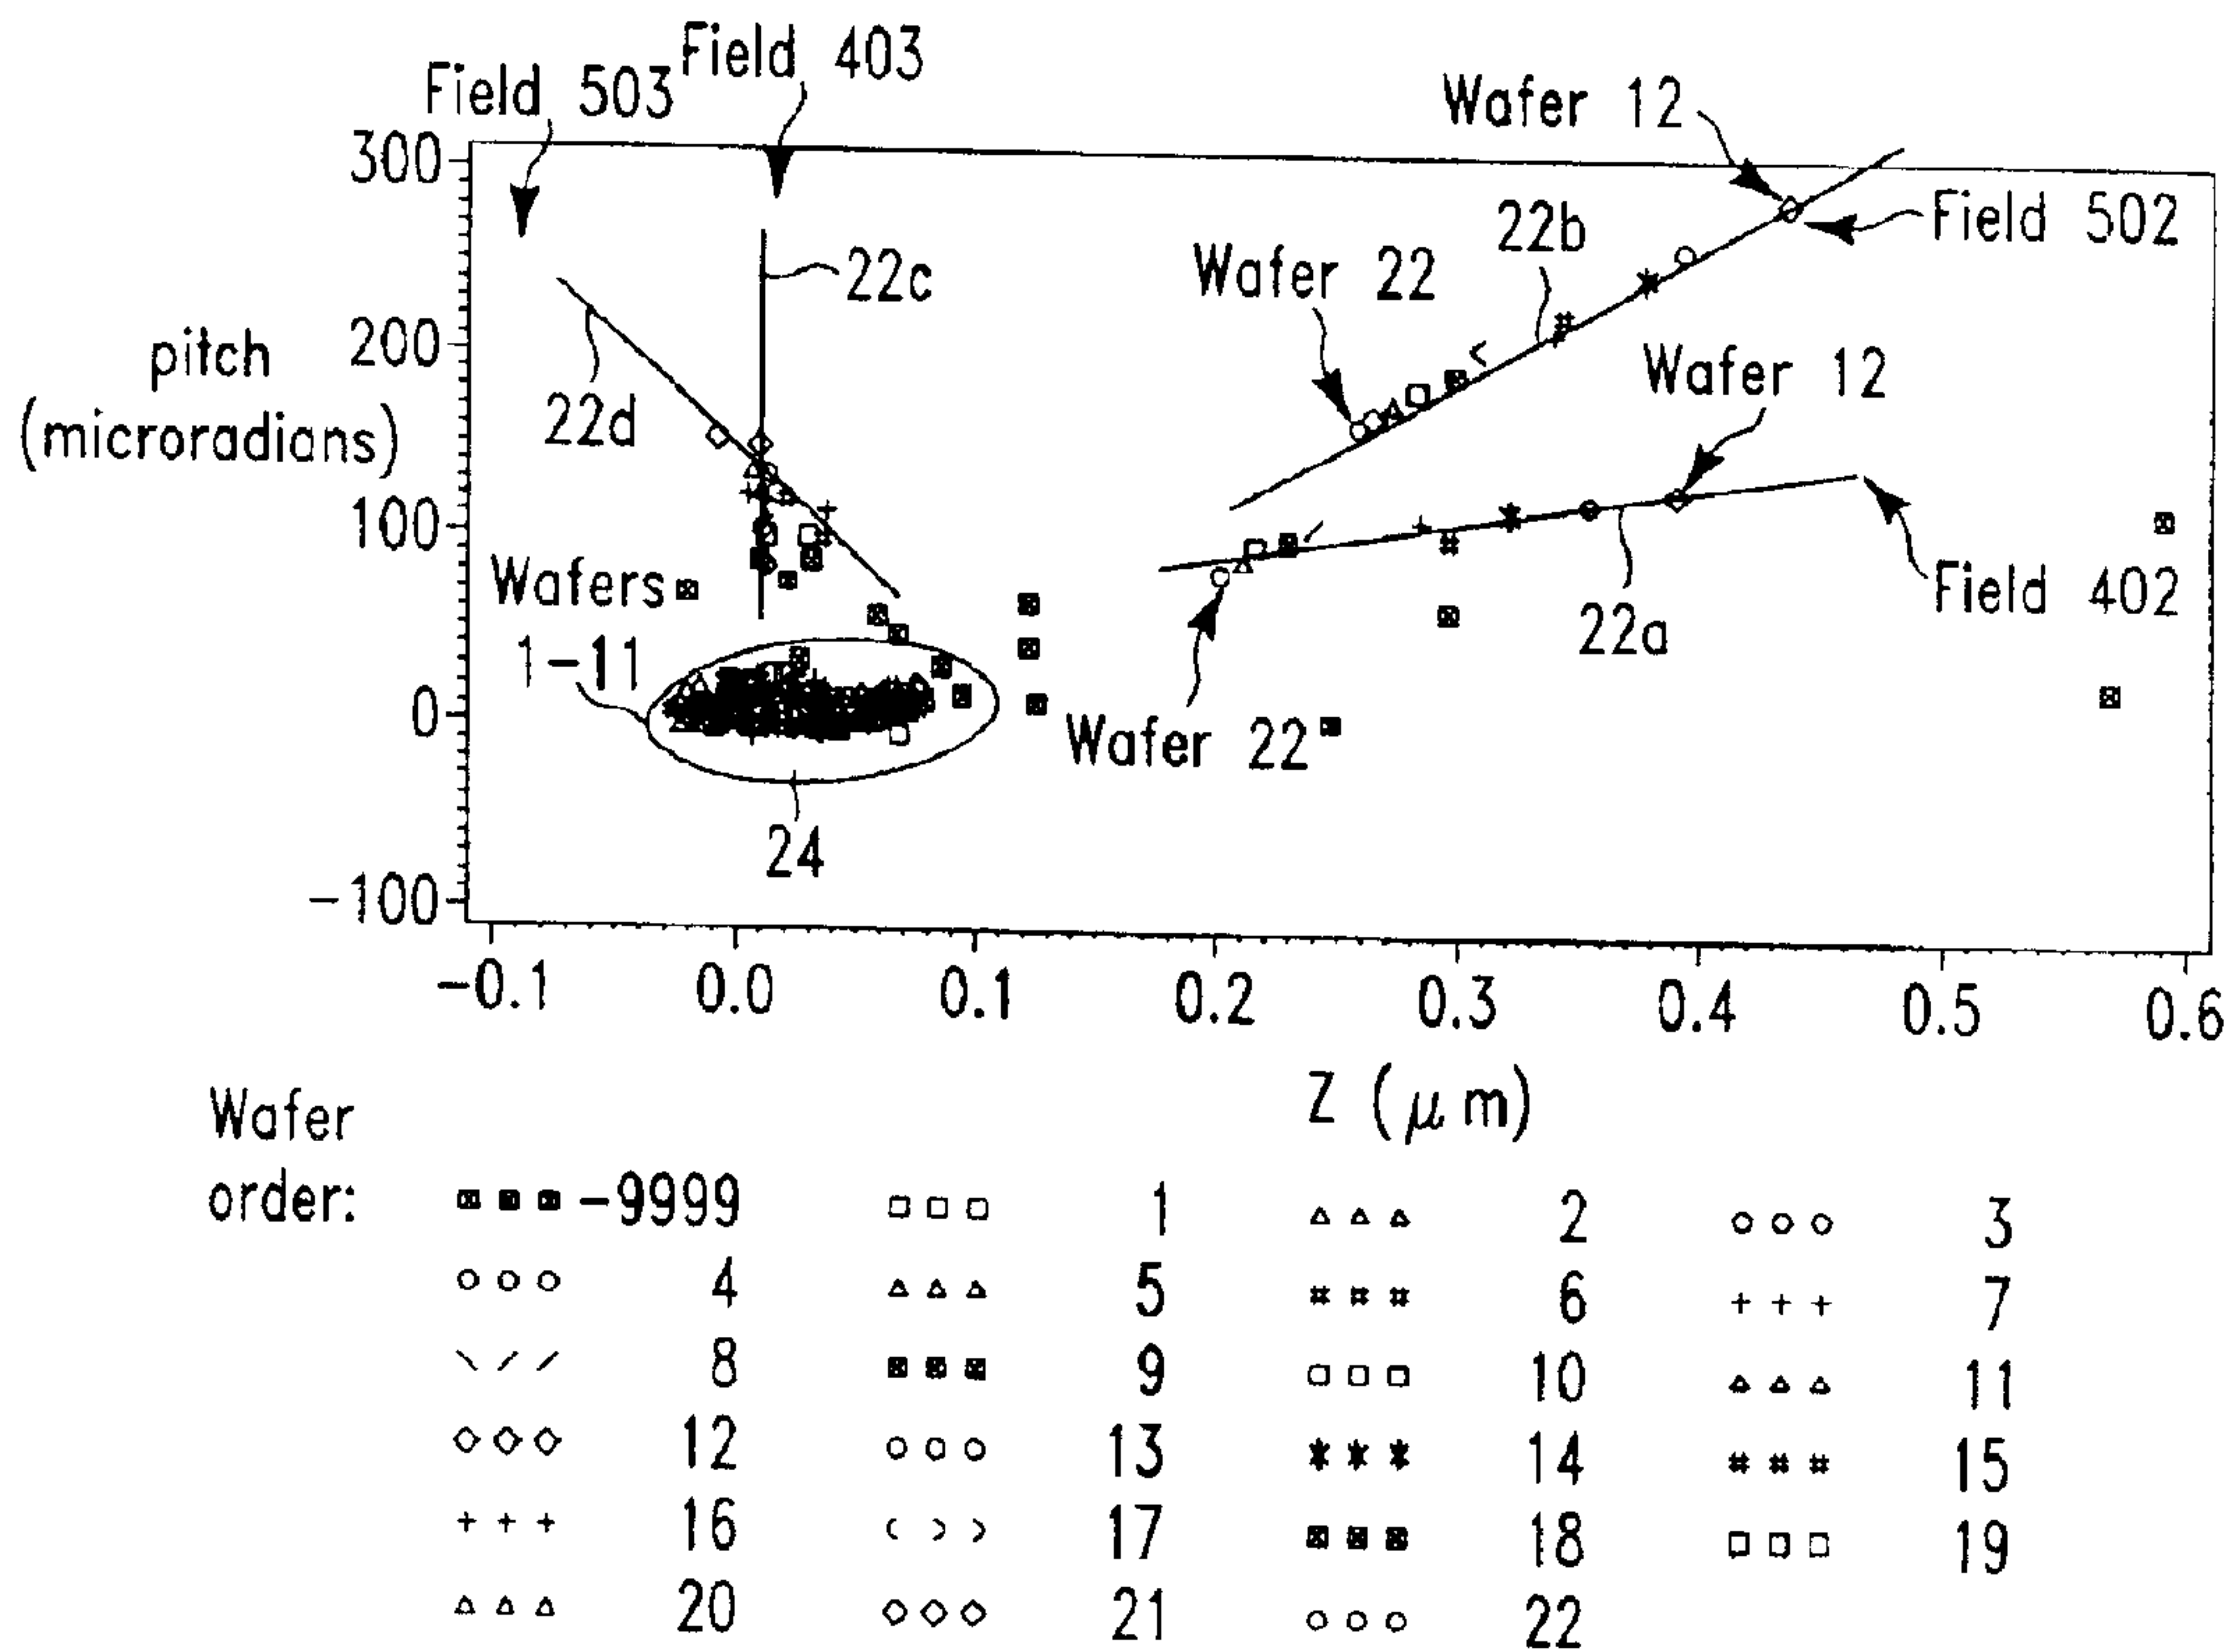 Field 503
Field 403
Wafer 12
300
22b
Field 502
22c
Wafer 22
pitch
(microradians)
200
22d
Wafer 12
100
Wafers
1-11
22a
Field 402
0
Wafer 22
24
-100
-0.1 0.0 0.1 0.2 0.3 0.4 0.5 0.6
Z (μm)
Wafer
order:
-9999 1 2 3
4 5 6 7
8 9 10 11
12 13 14 15
16 17 18 19
20 21 22